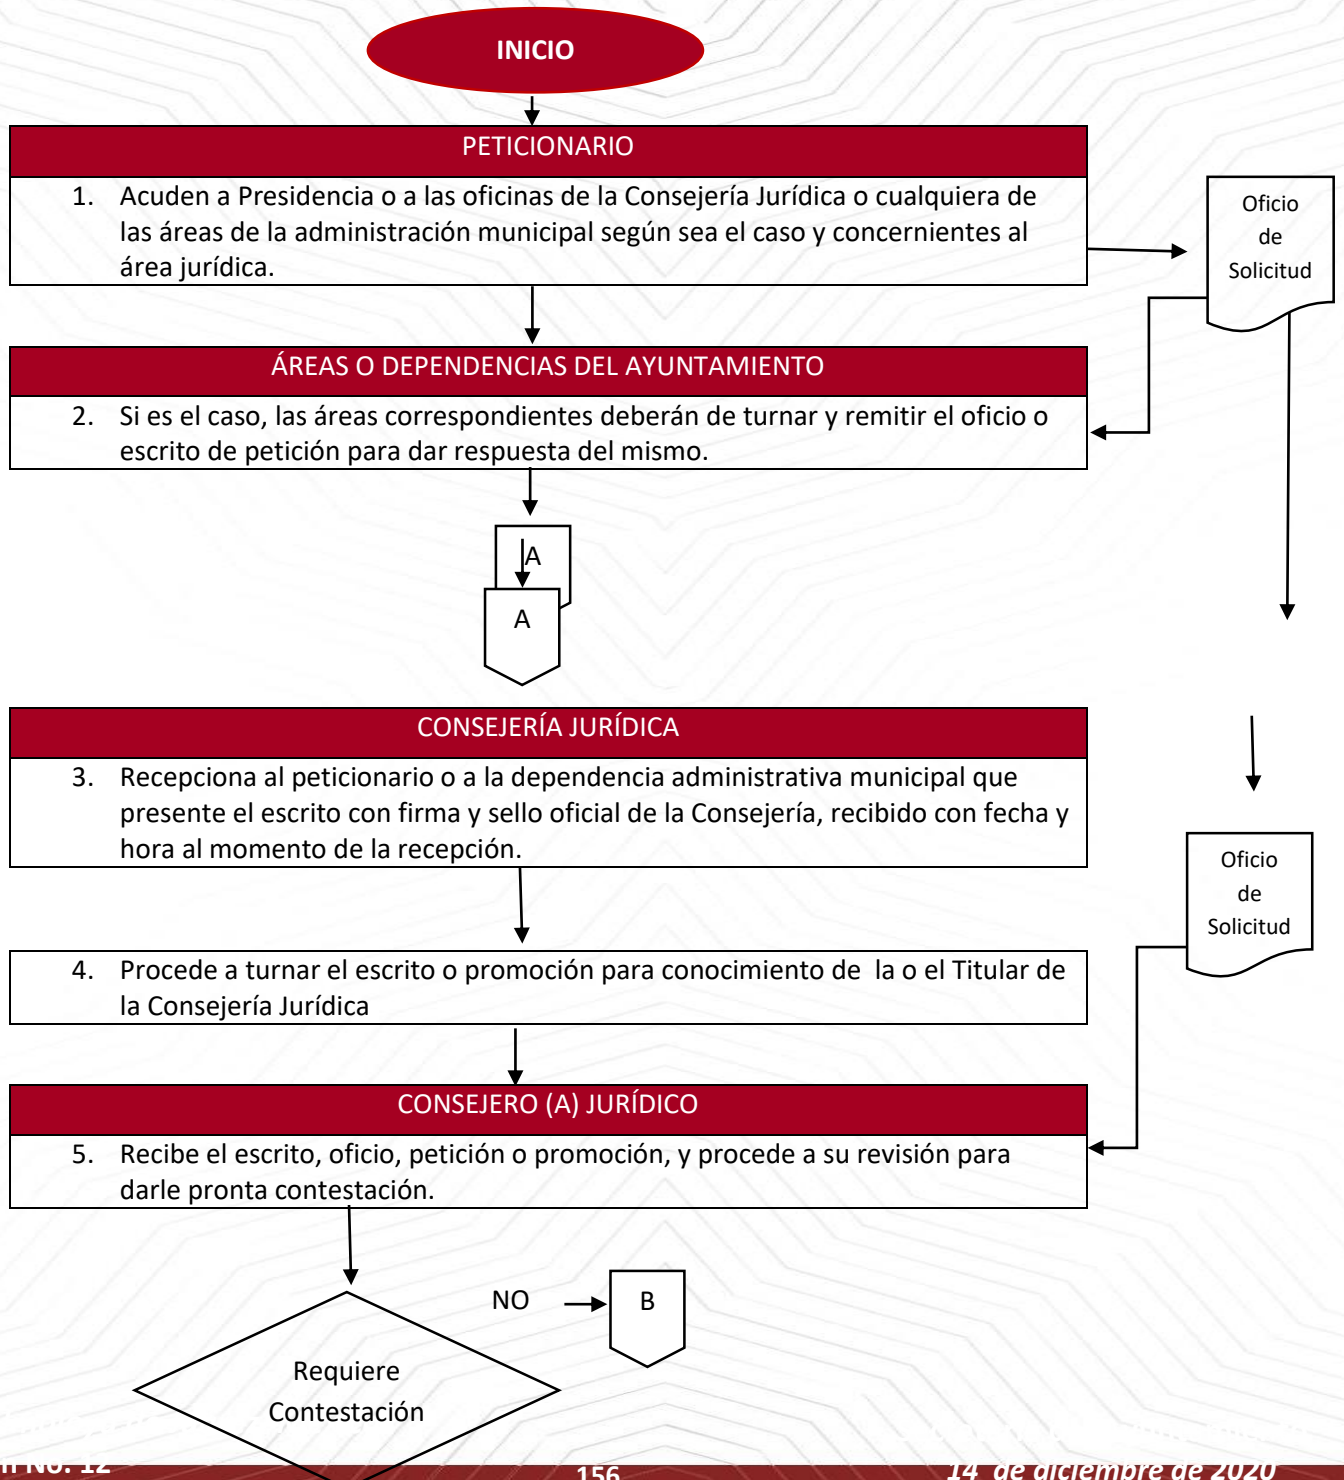 INICIO
PETICIONARIO
1. Acuden a Presidencia o a las oficinas de la Consejería Jurídica o cualquiera de
las áreas de la administración municipal según sea el caso y concernientes al
área jurídica.
Oficio
de
Solicitud
ÁREAS O DEPENDENCIAS DEL AYUNTAMIENTO
2. Si es el caso, las áreas correspondientes deberán de turnar y remitir el oficio o
escrito de petición para dar respuesta del mismo.
A
A
CONSEJERÍA JURÍDICA
3. Recepciona al peticionario o a la dependencia administrativa municipal que
presente el escrito con firma y sello oficial de la Consejería, recibido con fecha y
hora al momento de la recepción.
Oficio
de
Solicitud
4. Procede a turnar el escrito o promoción para conocimiento de la o el Titular de
la Consejería Jurídica
CONSEJERO (A) JURÍDICO
5. Recibe el escrito, oficio, petición o promoción, y procede a su revisión para
darle pronta contestación.
NO
B
Requiere
Contestación
No. 12
156
14 de diciembre de 2020